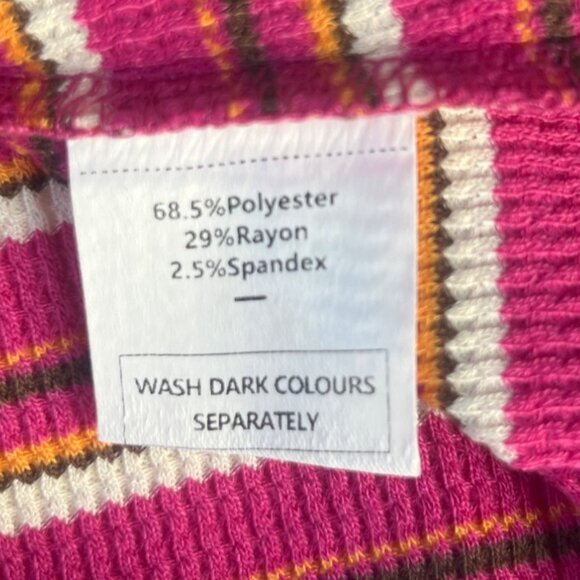 68.5%Polyester
29%Rayon
2.5%Spandex
—
WASH DARK COLOURS
SEPARATELY